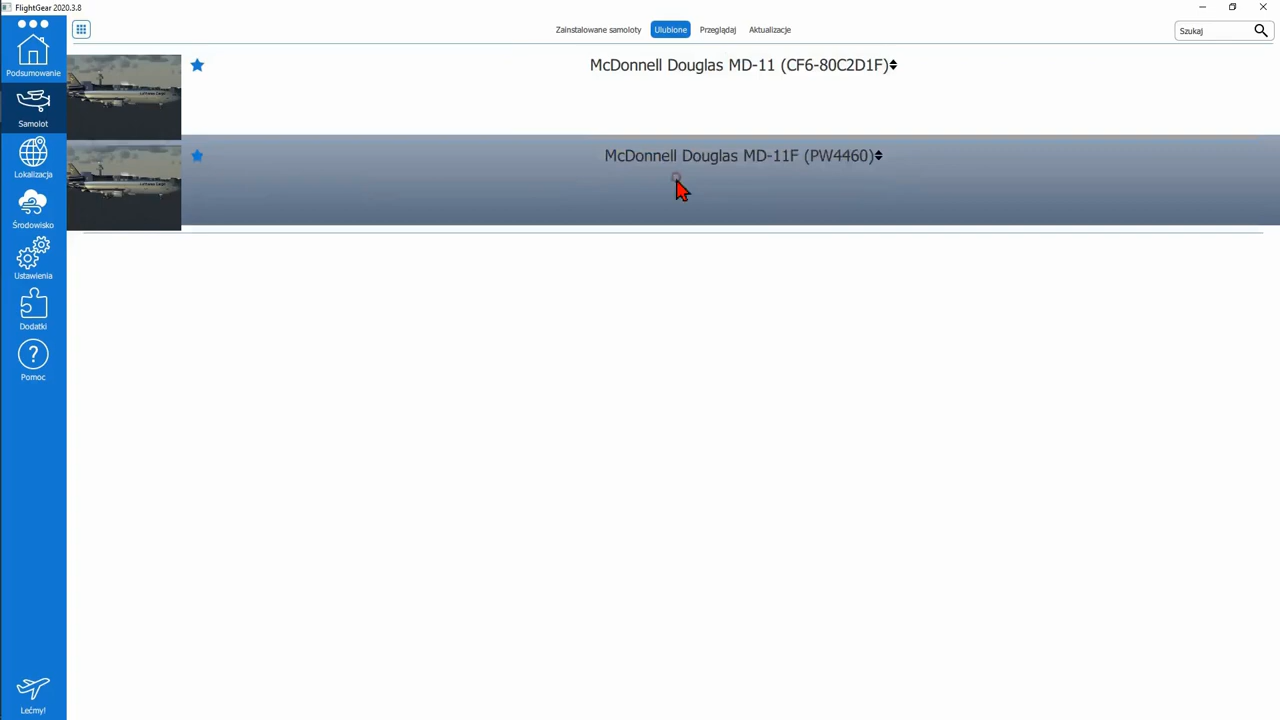 FlightGear 2020.3.8
Zainstalowane samoloty
Ulubione
Przeglądaj
Aktualizacje
Szukaj
Podsumowanie
Samolot
Lokalizacja
Środowisko
Ustawienia
Dodatki
Pomoc
Lećmy!
McDonnell Douglas MD-11 (CF6-80C2D1F)
McDonnell Douglas MD-11F (PW4460)